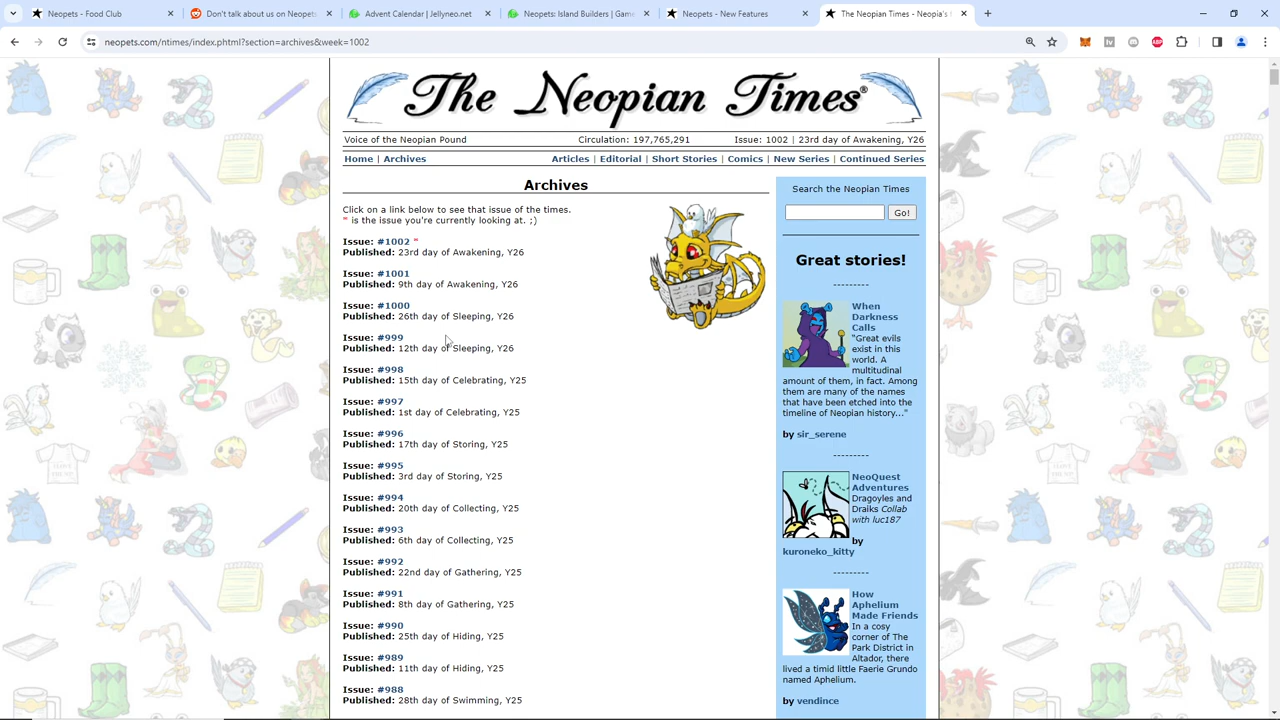 Neopets - Food Club
Don't talk about us on Neopets
Advent Calendar | Jellyneo.net
Neopets: Island Builders | Game
Neopets - New Features
The Neopian Times - Neopia's
neopets.com/ntimes/index.phtml?section=archives&week=1002
The Neopian Times®
Voice of the Neopian Pound
Circulation: 197,765,291
Issue: 1002 | 23rd day of Awakening, Y26
Home | Archives
Articles | Editorial | Short Stories | Comics | New Series | Continued Series
Archives
Click on a link below to see that issue of the times.
* is the issue you're currently looking at. ;)
Issue: #1002 *
Published: 23rd day of Awakening, Y26
Issue: #1001
Published: 9th day of Awakening, Y26
Issue: #1000
Published: 26th day of Sleeping, Y26
Issue: #999
Published: 12th day of Sleeping, Y26
Issue: #998
Published: 15th day of Celebrating, Y25
Issue: #997
Published: 1st day of Celebrating, Y25
Issue: #996
Published: 17th day of Storing, Y25
Issue: #995
Published: 3rd day of Storing, Y25
Issue: #994
Published: 20th day of Collecting, Y25
Issue: #993
Published: 6th day of Collecting, Y25
Issue: #992
Published: 22nd day of Gathering, Y25
Issue: #991
Published: 8th day of Gathering, Y25
Issue: #990
Published: 25th day of Hiding, Y25
Issue: #989
Published: 11th day of Hiding, Y25
Issue: #988
Published: 28th day of Swimming, Y25
Search the Neopian Times
Go!
Great stories!
---------
When
Darkness
Calls
"Great evils
exist in this
world. A
multitudinal
amount of them, in fact. Among
them are many of the names
that have been etched into the
timeline of Neopian history..."
by sir_serene
---------
NeoQuest
Adventures
Dragoyles and
Draiks Collab
with luc187
by
kuroneko_kitty
---------
How
Aphelium
Made Friends
In a cosy
corner of The
Park District in
Altador, there
lived a timid little Faerie Grundo
named Aphelium.
by vendince